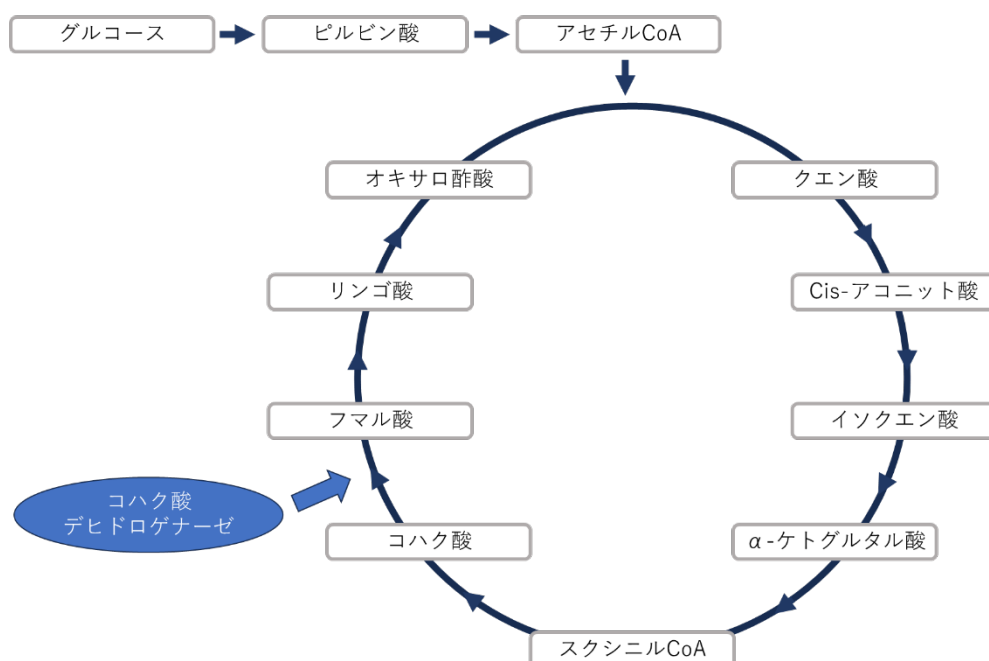 グルコース
ピルビン酸
アセチルCoA
オキサロ酢酸
クエン酸
リンゴ酸
Cis-アコニット酸
フマル酸
イソクエン酸
コハク酸
デヒドロゲナーゼ
コハク酸
α-ケトグルタル酸
スクシニルCoA